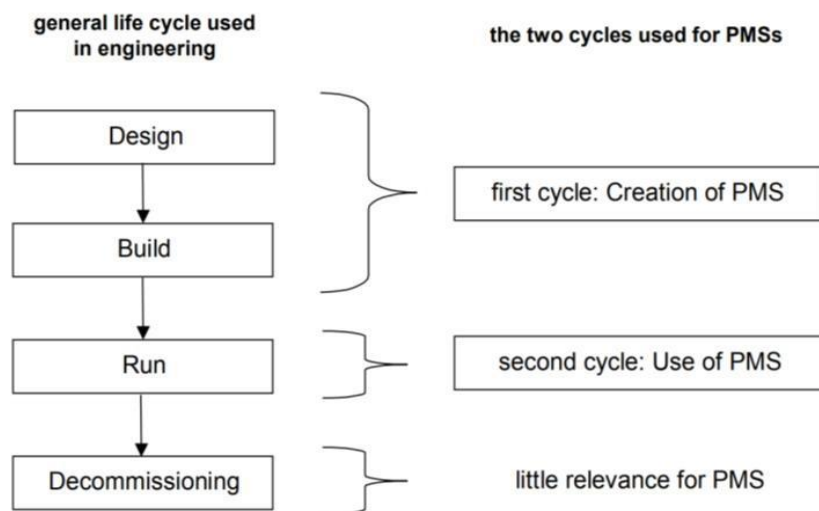 general life cycle used
in engineering
the two cycles used for PMSs
Design
first cycle: Creation of PMS
Build
Run
second cycle: Use of PMS
Decommissioning
little relevance for PMS